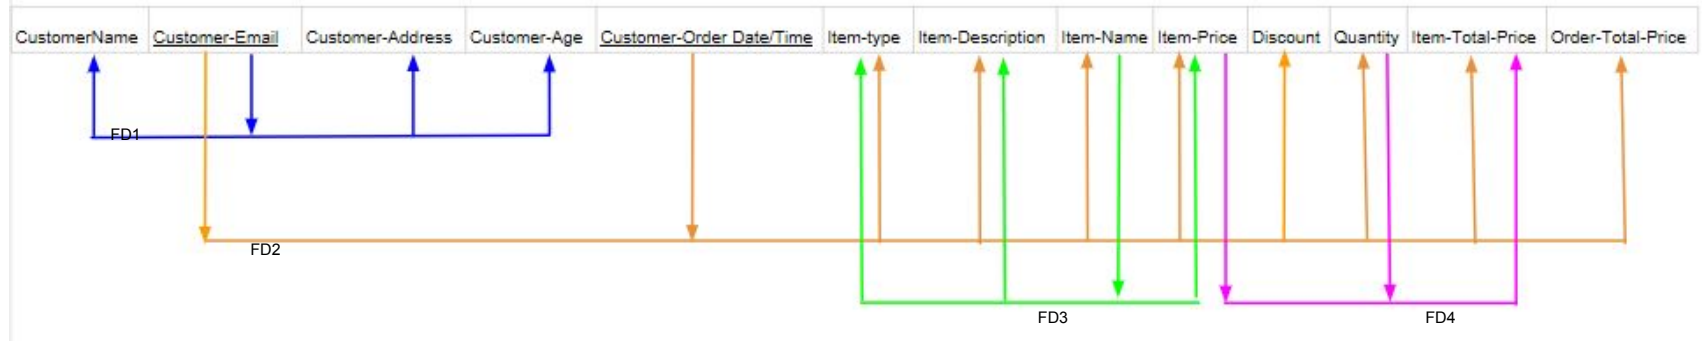 CustomerName Customer-Email Customer-Address Customer-Age Customer-Order Date/Time Item-type Item-Description Item-Name Item-Price Discount Quantity Item-Total-Price Order-Total-Price
FD1
FD2
FD3 FD4